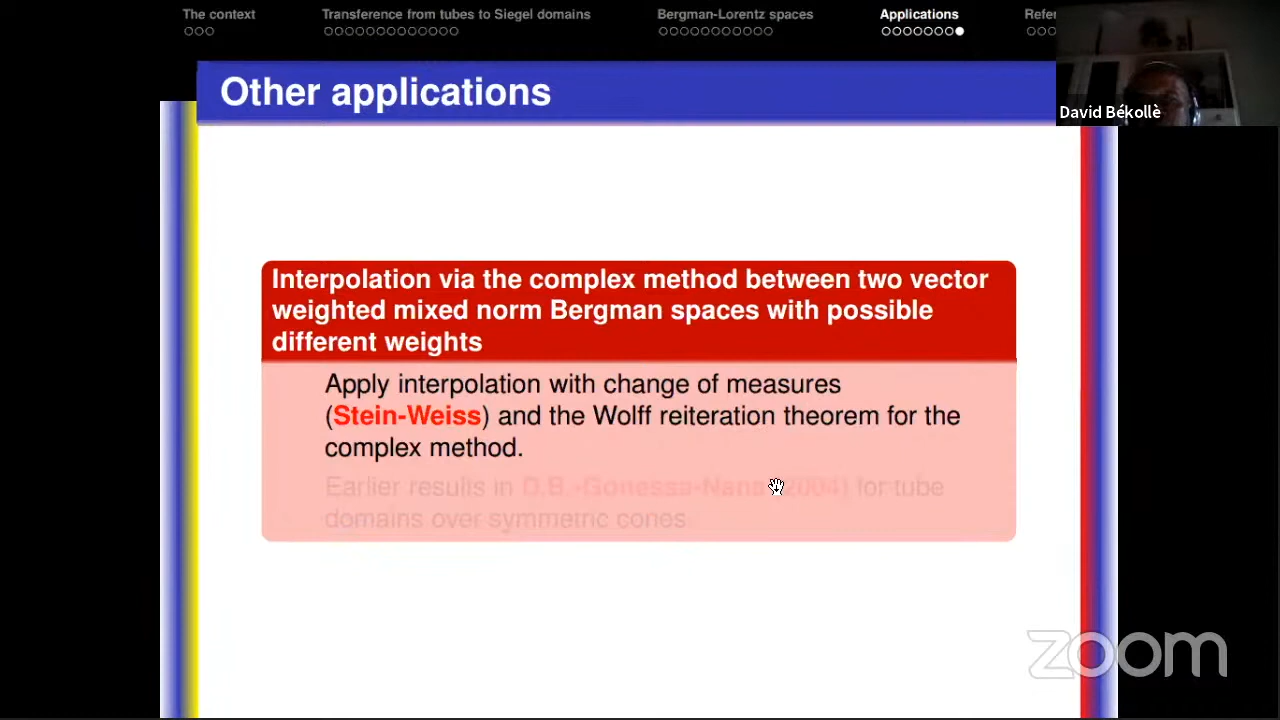 The context
Transference from tubes to Siegel domains
Bergman-Lorentz spaces
Applications
Refer
Other applications
David Békollè
Interpolation via the complex method between two vector
weighted mixed norm Bergman spaces with possible
different weights
Apply interpolation with change of measures
(Stein-Weiss) and the Wolff reiteration theorem for the
complex method.
Earlier results in D.B.-Gonessa-Nana (2004) for tube
domains over symmetric cones.
zoom